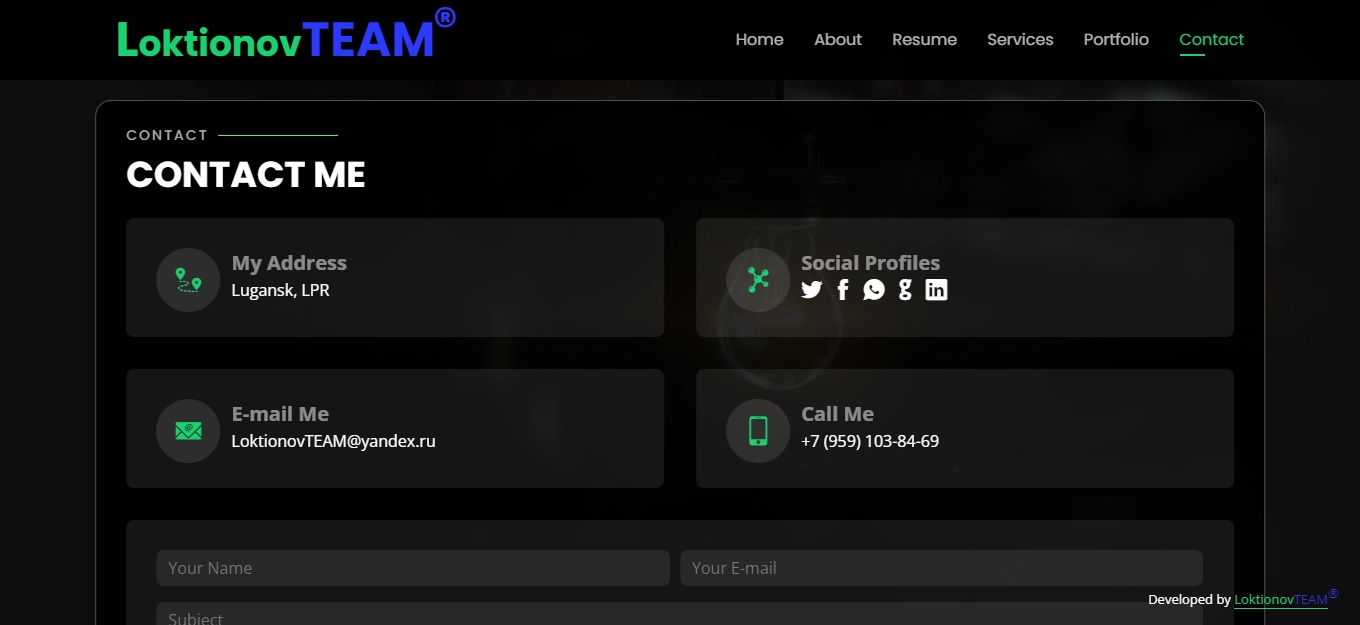 LoktionovTEAM®
Home About Resume Services Portfolio Contact
CONTACT
CONTACT ME
My Address
Lugansk, LPR
Social Profiles
E-mail Me
LoktionovTEAM@yandex.ru
Call Me
+7 (959) 103-84-69
Your Name
Your E-mail
Subject
Developed by LoktionovTEAM®